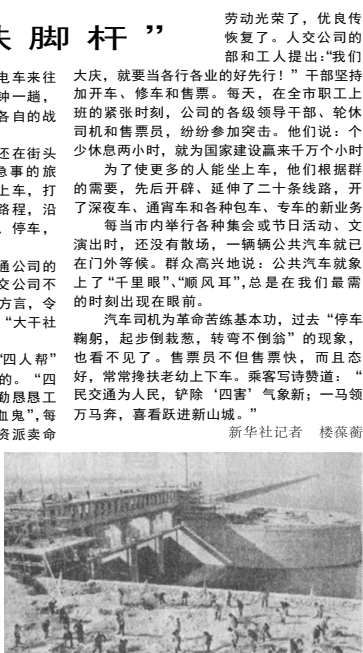 脚杆”
电车来往
钟一趟，
各自的战
还在街头
急事的旅
上车，打
路程，沿
、停车，
通公司的
交公司不
方言，令
“大干社
“四人帮”
的。“四
勤恳恳工
血鬼”，每
资派卖命
劳动光荣了，优良传
恢复了。人交公司的
部和工人提出：“我们
大庆，就要当各行各业的好先行！”干部坚持
加开车、修车和售票。每天，在全市职工上
班的紧张时刻，公司的各级领导干部、轮休
司机和售票员，纷纷参加突击。他们说：个
少休息两小时，就为国家建设赢来千万个小时
为了使更多的人能坐上车，他们根据群
的需要，先后开辟、延伸了二十条线路，开
了深夜车、通宵车和各种包车、专车的新业务
每当市内举行各种集会或节日活动、文
演出时，还没有散场，一辆辆公共汽车就已
在门外等候。群众高兴地说：公共汽车就象
上了“千里眼”、“顺风耳”，总是在我们最需
的时刻出现在眼前。
汽车司机为革命苦练基本功，过去“停车
鞠躬，起步倒栽葱，转弯不倒翁”的现象，
也看不见了。售票员不但售票快，而且态
好，常常搀扶老幼上下车。乘客写诗赞道：“
民交通为人民，铲除‘四害’气象新；一马领
万马奔，喜看跃进新山城。”
新华社记者　楼葆蘅